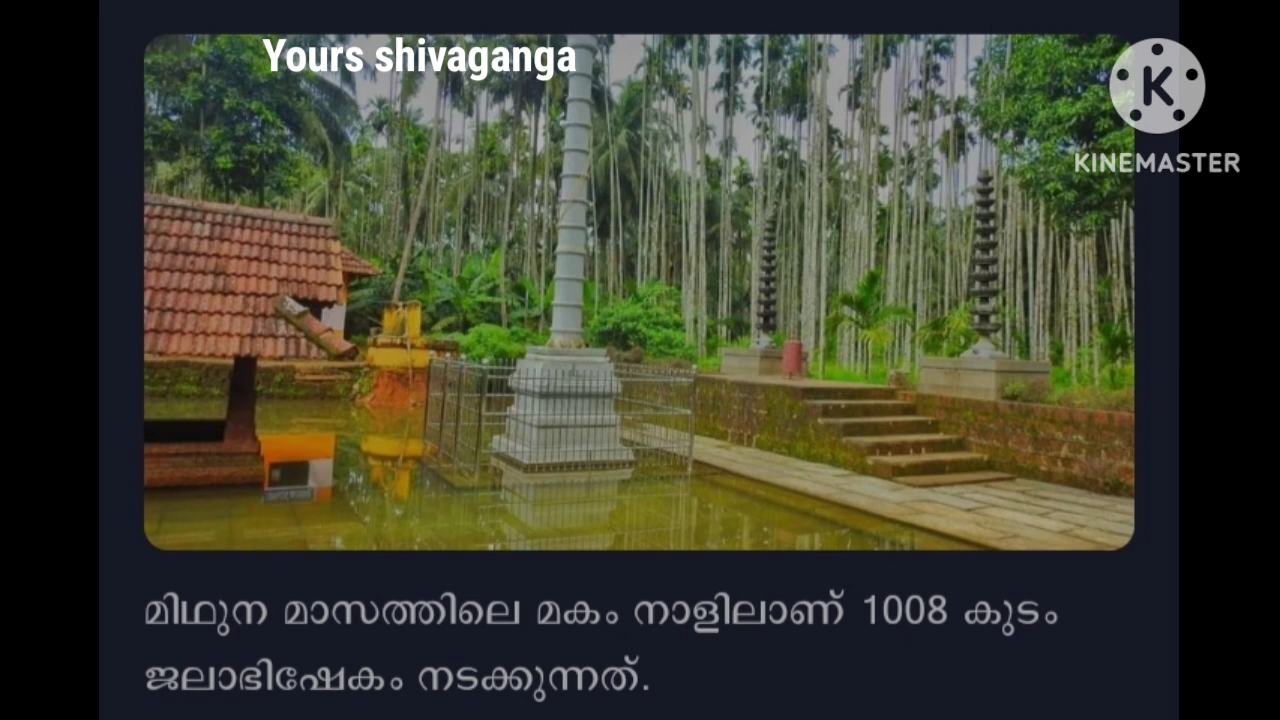 Yours shivaganga
K
KINEMASTER
മിഥുന മാസത്തിലെ മകം നാളിലാണ് 1008 കുടം
ജലാഭിഷേകം നടക്കുന്നത്.